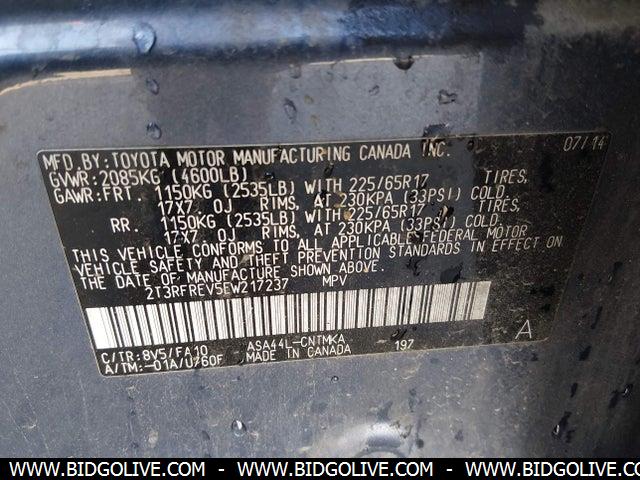 MFD.BY:TOYOTA MOTOR MANUFACTURING CANADA INC. 07/14
GVWR:2085KG (4600LB)
GAWR:FRT. 1150KG (2535LB) WITH 225/65R17 TIRES,
17X7.0J RIMS, AT 230KPA (33PSI) COLD.
RR. 1150KG (2535LB) WITH 225/65R17 TIRES,
17X7.0J RIMS, AT 230KPA (33PSI) COLD.
THIS VEHICLE CONFORMS TO ALL APPLICABLE FEDERAL MOTOR
VEHICLE SAFETY AND THEFT PREVENTION STANDARDS IN EFFECT ON
THE DATE OF MANUFACTURE SHOWN ABOVE.
2T3RFREV5EW217237 MPV
C/TR:8V5/FA10 ASA44L-CNTMKA A
A/TM:-01A/U760F MADE IN CANADA 197
WWW.BIDGOLIVE.COM - WWW.BIDGOLIVE.COM - WWW.BIDGOLIVE.COM